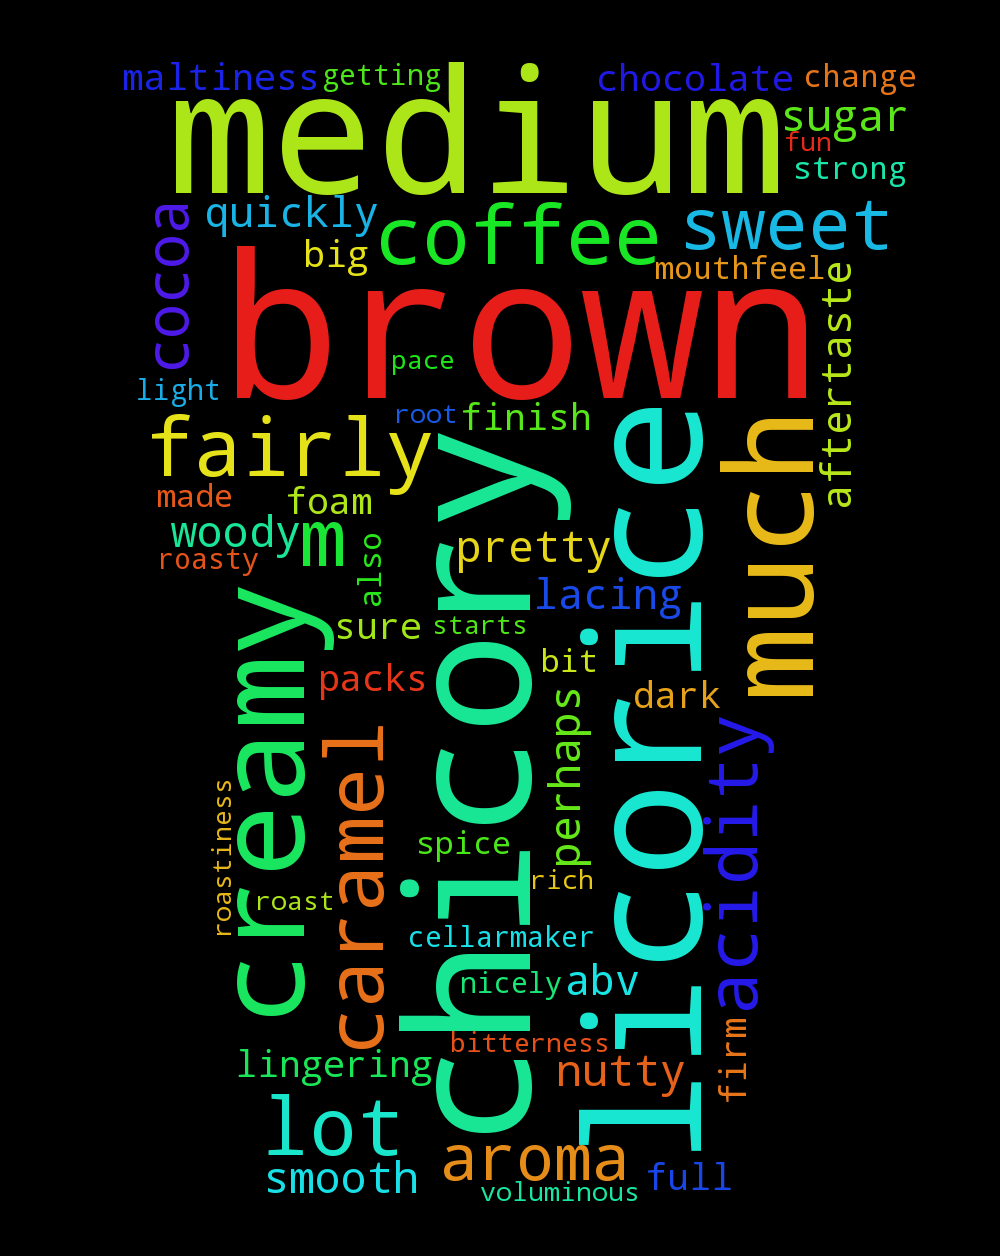 maltiness
getting
chocolate
change
medium
sugar
fun
strong
cocoa
quickly
coffee
sweet
big
mouthfeel
brown
aftertaste
pace
light
root
finish
fairly
chicory
licorice
much
made
foam
woody
m
also
pretty
roasty
creamy
lacing
sure
starts
bit
packs
dark
perhaps
acidity
caramel
roastiness
spice
roast
rich
cellarmaker
nicely
abv
firm
bitterness
lingering
nutty
lot
aroma
smooth
full
voluminous